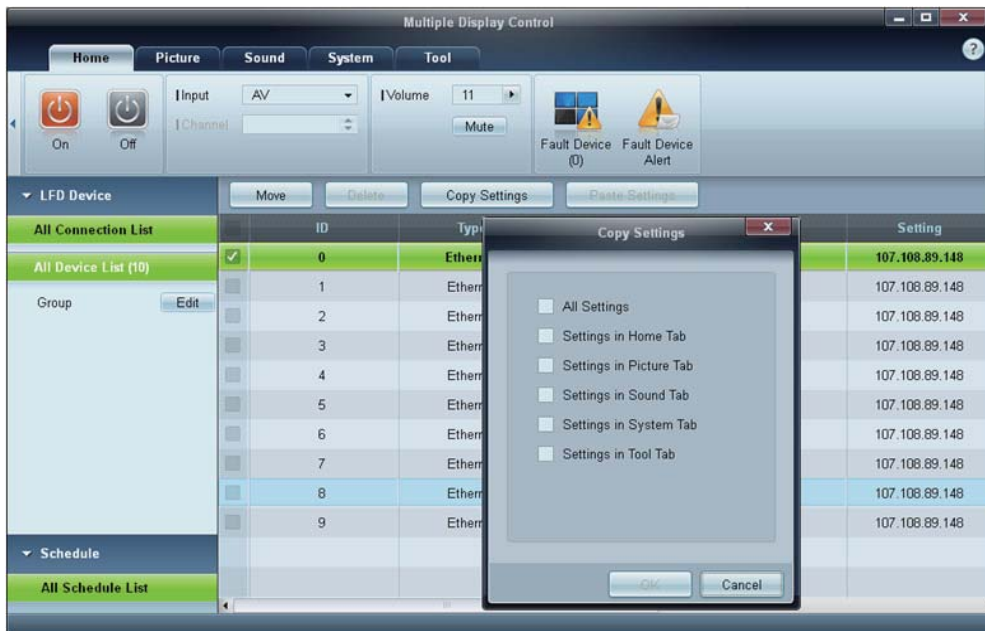 Multiple Display Control
Home Picture Sound System Tool
Input AV
Channel
On Off
Volume 11
Mute
Fault Device (0)
Fault Device Alert
LFD Device
All Connection List
All Device List (10)
Group Edit
Schedule
All Schedule List
Move Delete Copy Settings Paste Settings
ID Setting
0 107.108.89.148
1 107.108.89.148
2 107.108.89.148
3 107.108.89.148
4 107.108.89.148
5 107.108.89.148
6 107.108.89.148
7 107.108.89.148
8 107.108.89.148
9 107.108.89.148
Copy Settings
All Settings
Settings in Home Tab
Settings in Picture Tab
Settings in Sound Tab
Settings in System Tab
Settings in Tool Tab
OK Cancel